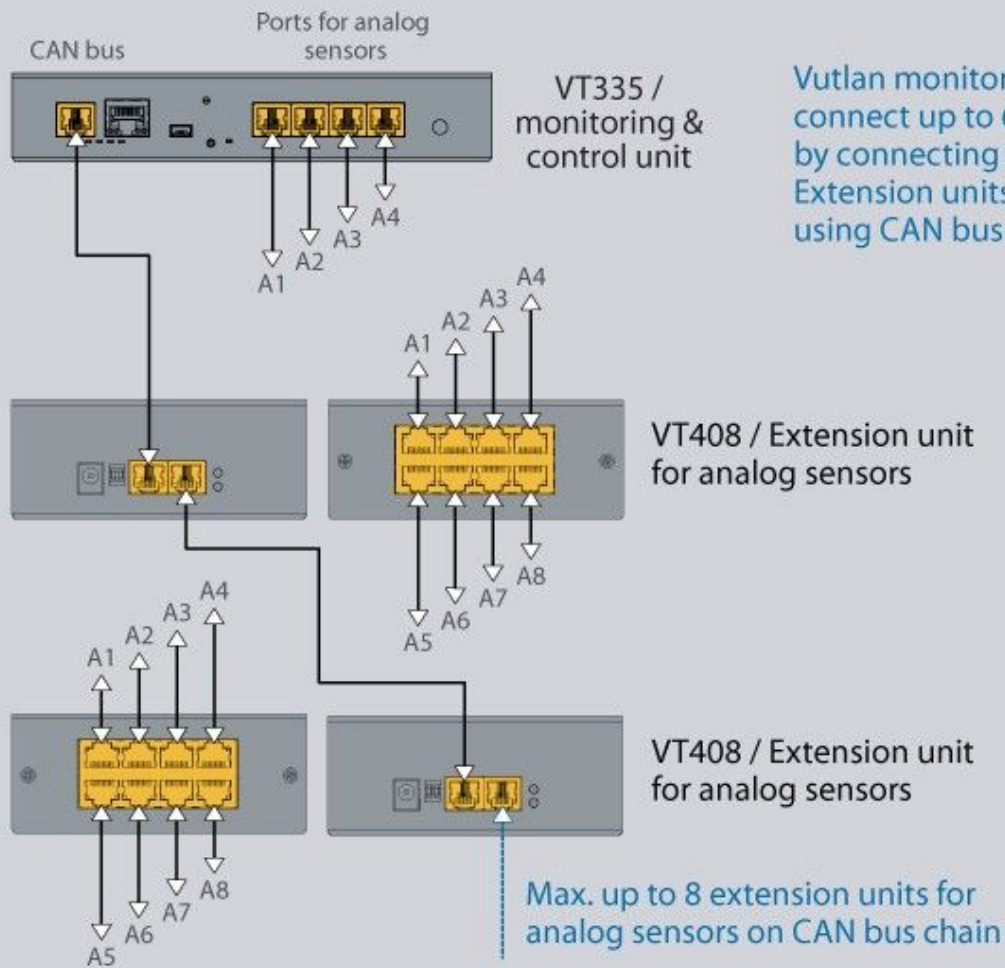 Ports for analog
sensors
CAN bus
VT335 /
monitoring &
control unit
Vutlan monitor
connect up to
by connecting
Extension units
using CAN bus
A1
A2
A3
A4
A1
A2
A3
A4
VT408 / Extension unit
for analog sensors
A5
A6
A7
A8
A1
A2
A3
A4
VT408 / Extension unit
for analog sensors
A5
A6
A7
A8
Max. up to 8 extension units for
analog sensors on CAN bus chain